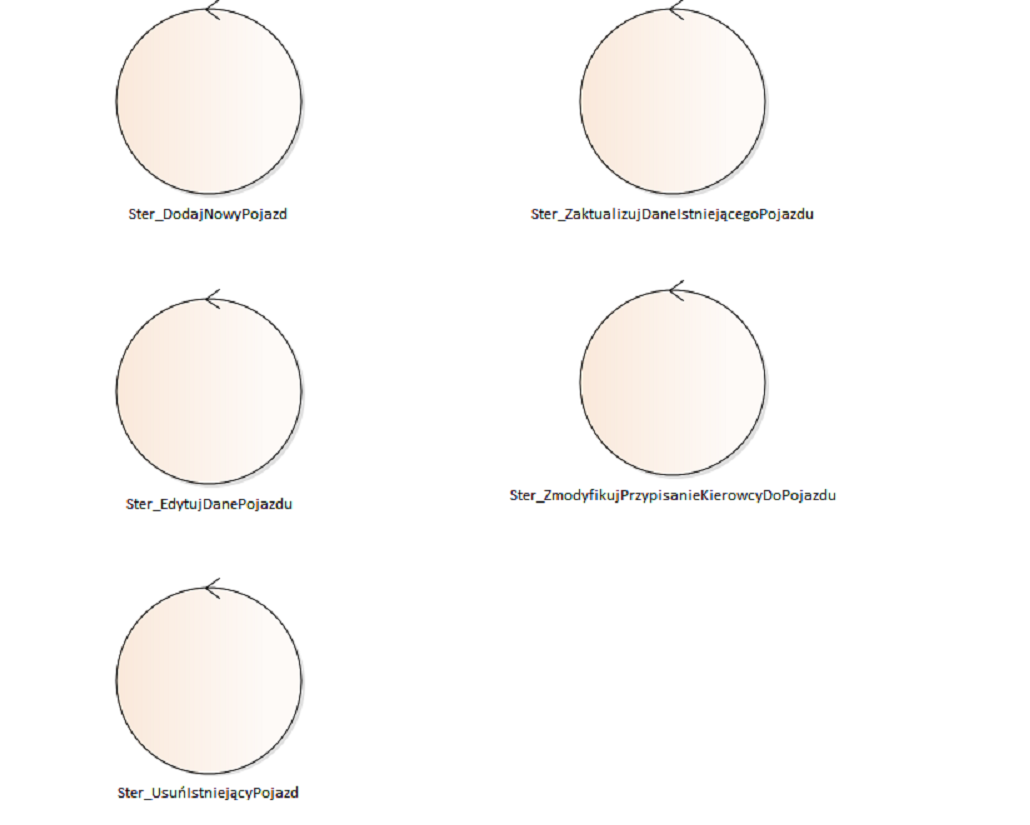 Ster_DodajNowyPojazd
Ster_ZaktualizujDaneIstniejącegoPojazdu
Ster_EdytujDanePojazdu
Ster_ZmodyfikujPrzypisanieKierowcyDoPojazdu
Ster_UsuńIstniejącyPojazd